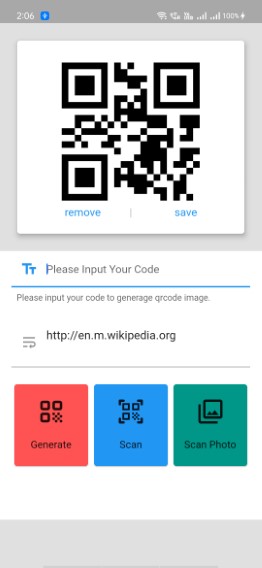 2:06
100%
remove | save
Please Input Your Code
Please input your code to generage qrcode image.
http://en.m.wikipedia.org
Generate
Scan
Scan Photo